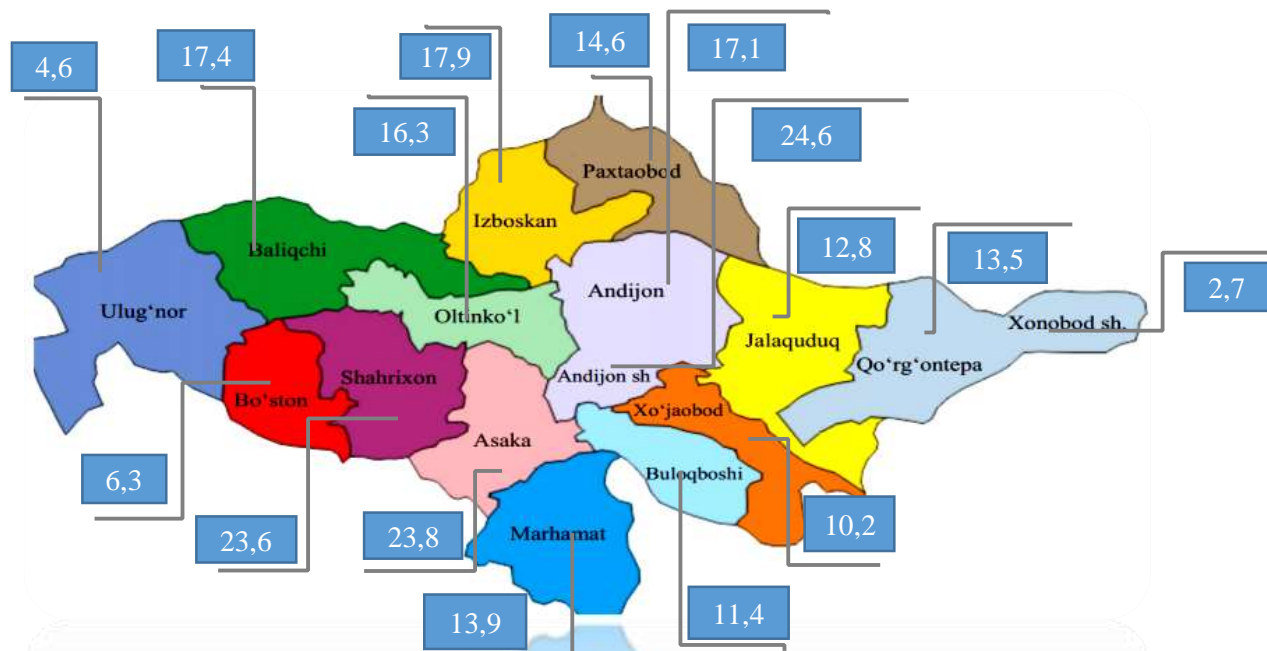 4,6
17,4
17,9
14,6
17,1
16,3
24,6
Paxtaobod
Izboskan
Baliqchi
12,8
13,5
2,7
Andijon
Ulug‘nor
Oltinko‘l
Xonobod sh.
Jalaquduq
Qo‘rg‘ontepa
Shahrixon
Andijon sh
Bo‘ston
Xo‘jaobod
Asaka
Buloqboshi
6,3
23,6
23,8
Marhamat
10,2
13,9
11,4